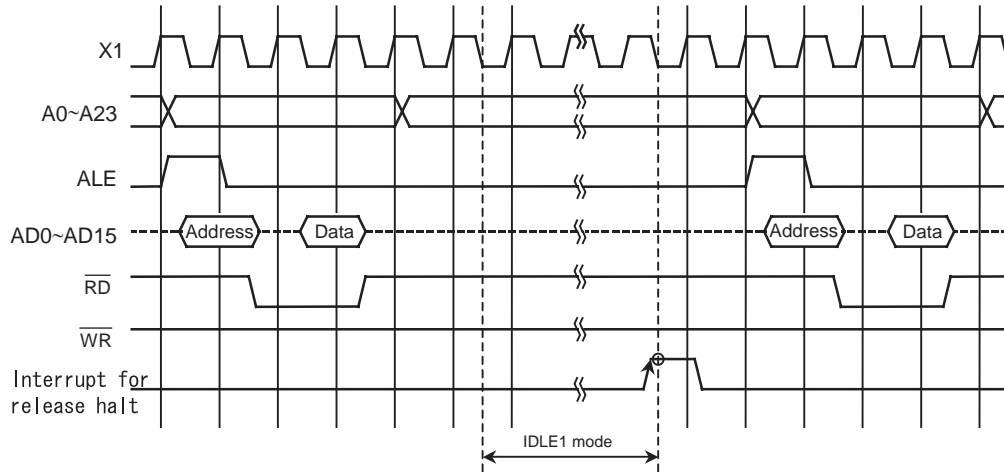 X1
A0~A23
ALE
AD0~AD15 Address Data Address Data
RD
WR
Interrupt for
release halt
IDLE1 mode